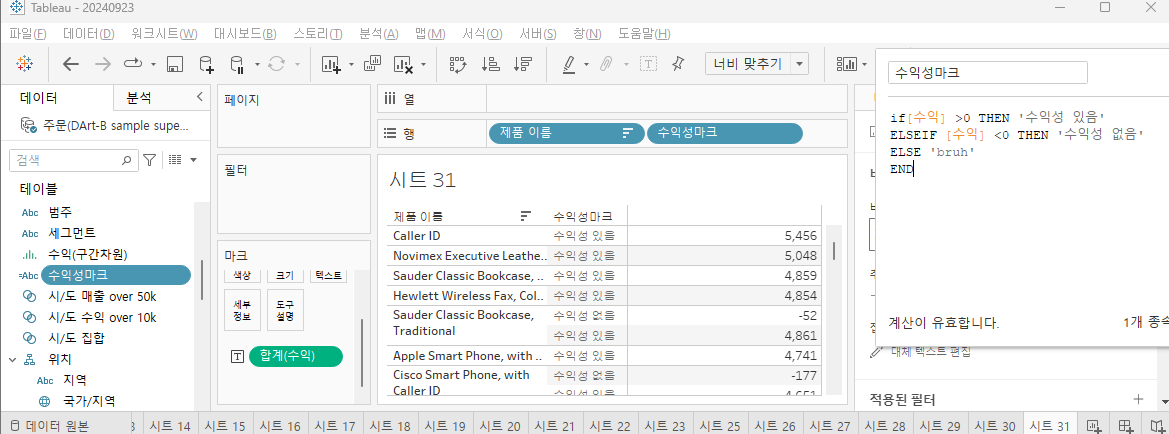 Tableau - 20240923
파일(F) 데이터(D) 워크시트(W) 대시보드(B) 스토리(T) 분석(A) 맵(M) 서식(O) 서버(S) 창(N) 도움말(H)
너비 맞추기
데이터 분석
주문(DArt-B sample supe...
검색
테이블
Abc 범주
Abc 세그먼트
수익(구간차원)
=Abc 수익성마크
시/도 매출 over 50k
시/도 수익 over 10k
시/도 집합
위치
Abc 지역
국가/지역
페이지
필터
마크
색상 크기 텍스트
세부 정보
도구 설명
합계(수익)
열
행 제품 이름 수익성마크
시트 31
제품 이름 수익성마크
Caller ID 수익성 있음 5,456
Novimex Executive Leathe... 수익성 있음 5,048
Sauder Classic Bookcase, .. 수익성 있음 4,859
Hewlett Wireless Fax, Col... 수익성 있음 4,854
Sauder Classic Bookcase, 수익성 없음 -52
Traditional 수익성 있음 4,861
Apple Smart Phone, with .. 수익성 있음 4,741
Cisco Smart Phone, with 수익성 없음 -177
Caller ID 수익성 있음 4,651
수익성마크
if[수익] >0 THEN '수익성 있음'
ELSEIF [수익] <0 THEN '수익성 없음'
ELSE 'bruh'
END
계산이 유효합니다. 1개 종속
대체 텍스트 편집
적용된 필터
데이터 원본 시트 14 시트 15 시트 16 시트 17 시트 18 시트 19 시트 20 시트 21 시트 22 시트 23 시트 24 시트 25 시트 26 시트 27 시트 28 시트 29 시트 30 시트 31